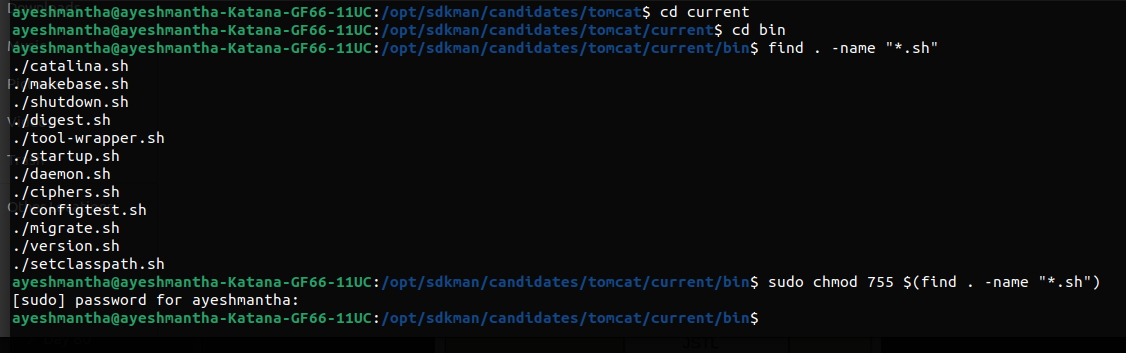 ayeshmantha@ayeshmantha-Katana-GF66-11UC:/opt/sdkman/candidates/tomcat$ cd current
ayeshmantha@ayeshmantha-Katana-GF66-11UC:/opt/sdkman/candidates/tomcat/current$ cd bin
ayeshmantha@ayeshmantha-Katana-GF66-11UC:/opt/sdkman/candidates/tomcat/current/bin$ find . -name "*.sh"
./catalina.sh
./makebase.sh
./shutdown.sh
./digest.sh
./tool-wrapper.sh
./startup.sh
./daemon.sh
./ciphers.sh
./configtest.sh
./migrate.sh
./version.sh
./setclasspath.sh
ayeshmantha@ayeshmantha-Katana-GF66-11UC:/opt/sdkman/candidates/tomcat/current/bin$ sudo chmod 755 $(find . -name "*.sh")
[sudo] password for ayeshmantha:
ayeshmantha@ayeshmantha-Katana-GF66-11UC:/opt/sdkman/candidates/tomcat/current/bin$
JSTL